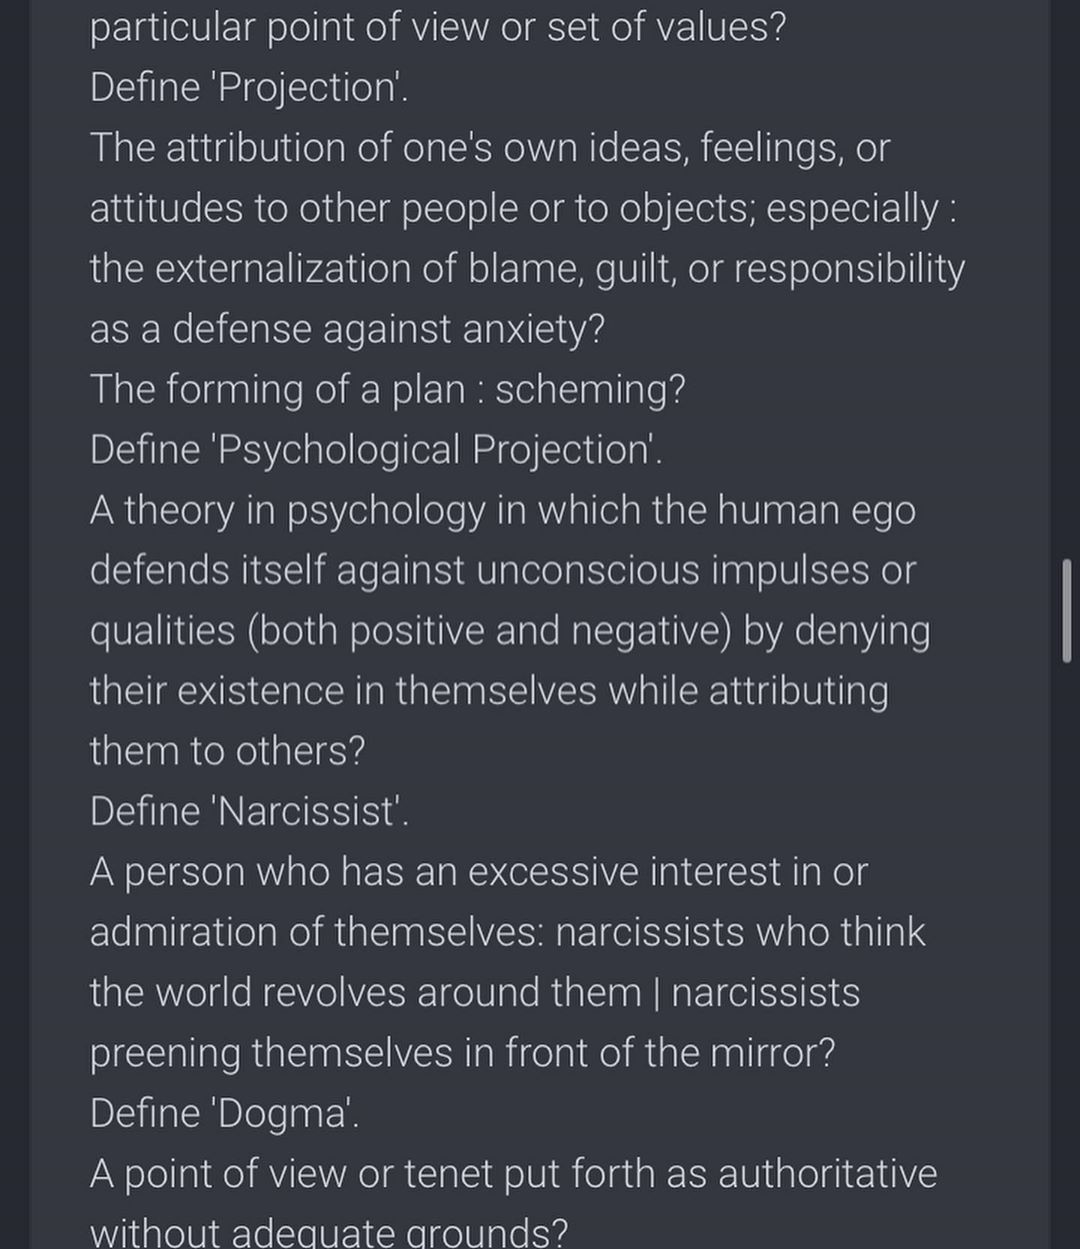 particular point of view or set of values?
Define 'Projection'.
The attribution of one's own ideas, feelings, or
attitudes to other people or to objects; especially :
the externalization of blame, guilt, or responsibility
as a defense against anxiety?
The forming of a plan : scheming?
Define 'Psychological Projection'.
A theory in psychology in which the human ego
defends itself against unconscious impulses or
qualities (both positive and negative) by denying
their existence in themselves while attributing
them to others?
Define 'Narcissist'.
A person who has an excessive interest in or
admiration of themselves: narcissists who think
the world revolves around them | narcissists
preening themselves in front of the mirror?
Define 'Dogma'.
A point of view or tenet put forth as authoritative
without adequate grounds?